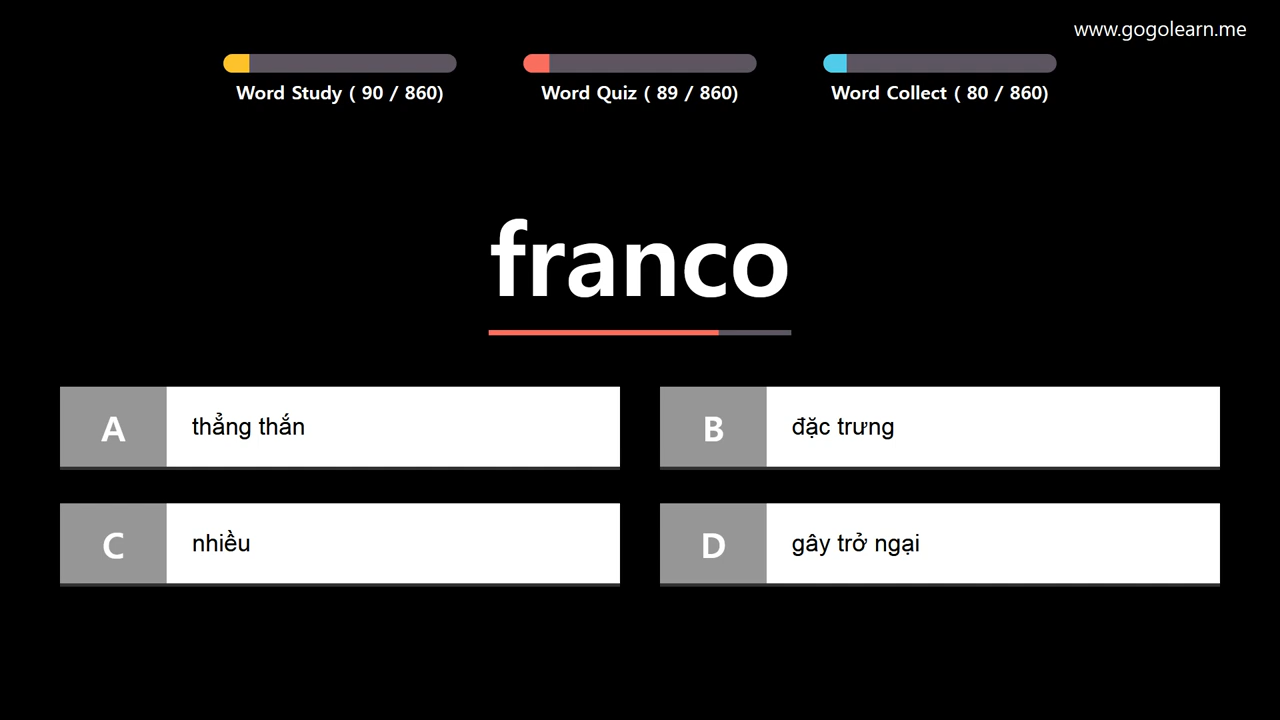 www.gogolearn.me
Word Study ( 90 / 860)
Word Quiz ( 89 / 860)
Word Collect ( 80 / 860)
franco
A
thẳng thắn
B
đặc trưng
C
nhiều
D
gây trở ngại